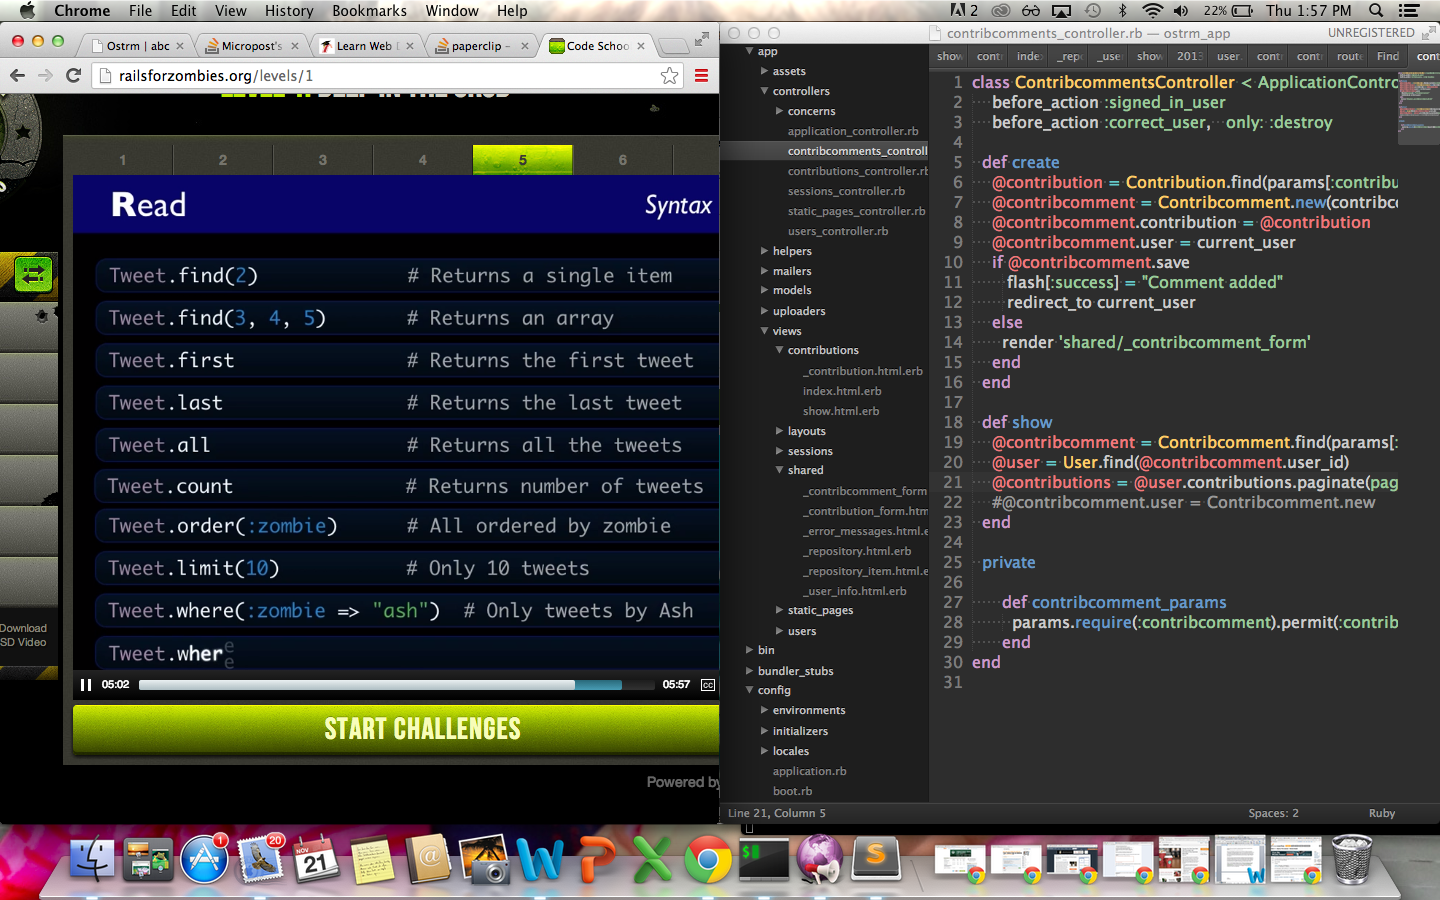 Chrome File Edit View History Bookmarks Window Help
2 22% Thu 1:57 PM
Ostrm | abc
Micropost's
Learn Web
paperclip –
Code Schoo
railsforzombies.org/levels/1
1 2 3 4 5 6
Read Syntax
Tweet.find(2) # Returns a single item
Tweet.find(3, 4, 5) # Returns an array
Tweet.first # Returns the first tweet
Tweet.last # Returns the last tweet
Tweet.all # Returns all the tweets
Tweet.count # Returns number of tweets
Tweet.order(:zombie) # All ordered by zombie
Tweet.limit(10) # Only 10 tweets
Tweet.where(:zombie => "ash") # Only tweets by Ash
Tweet.where
05:02 05:57 CC
START CHALLENGES
Download
SD Video
Powered by
contribcomments_controller.rb — ostrm_app UNREGISTERED
show contr _repo _use show 2013 user. contr contr route Find cont
app
assets
controllers
concerns
application_controller.rb
contribcomments_controll
contributions_controller.rb
sessions_controller.rb
static_pages_controller.rb
users_controller.rb
helpers
mailers
models
uploaders
views
contributions
_contribution.html.erb
index.html.erb
show.html.erb
layouts
sessions
shared
_contribcomment_form
_contribution_form.htm
_error_messages.html.e
_repository.html.erb
_repository_item.html.e
_user_info.html.erb
static_pages
users
bin
bundler_stubs
config
environments
initializers
locales
application.rb
boot.rb
1 class ContribcommentsController < ApplicationContro
2 before_action :signed_in_user
3 before_action :correct_user, only: :destroy
4
5 def create
6 @contribution = Contribution.find(params[:contribu
7 @contribcomment = Contribcomment.new(contribc
8 @contribcomment.contribution = @contribution
9 @contribcomment.user = current_user
10 if @contribcomment.save
11 flash[:success] = "Comment added"
12 redirect_to current_user
13 else
14 render 'shared/_contribcomment_form'
15 end
16 end
17
18 def show
19 @contribcomment = Contribcomment.find(params[:
20 @user = User.find(@contribcomment.user_id)
21 @contributions = @user.contributions.paginate(pag
22 #@contribcomment.user = Contribcomment.new
23 end
24
25 private
26
27 def contribcomment_params
28 params.require(:contribcomment).permit(:contrib
29 end
30 end
31
Line 21, Column 5 Spaces: 2 Ruby
1 20 NOV 21